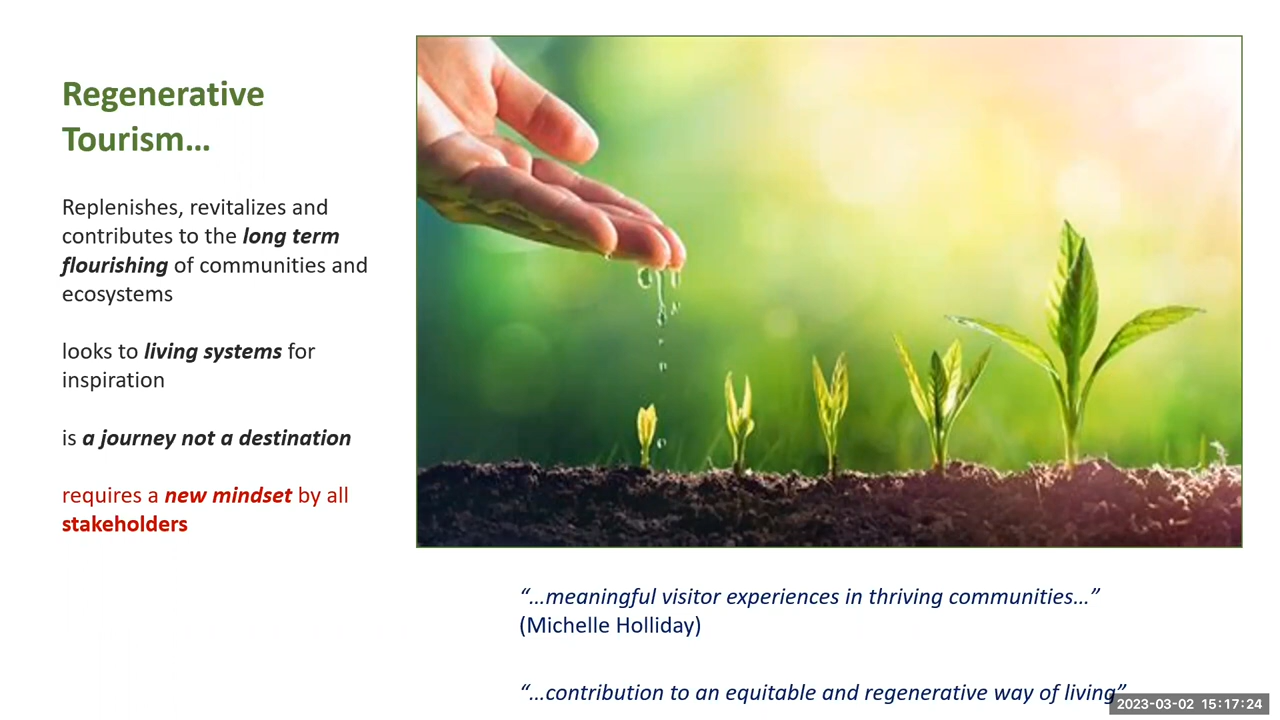 Regenerative
Tourism…
Replenishes, revitalizes and
contributes to the long term
flourishing of communities and
ecosystems
looks to living systems for
inspiration
is a journey not a destination
requires a new mindset by all
stakeholders
“…meaningful visitor experiences in thriving communities…”
(Michelle Holliday)
“…contribution to an equitable and regenerative way of living”
2023-03-02 15:17:24